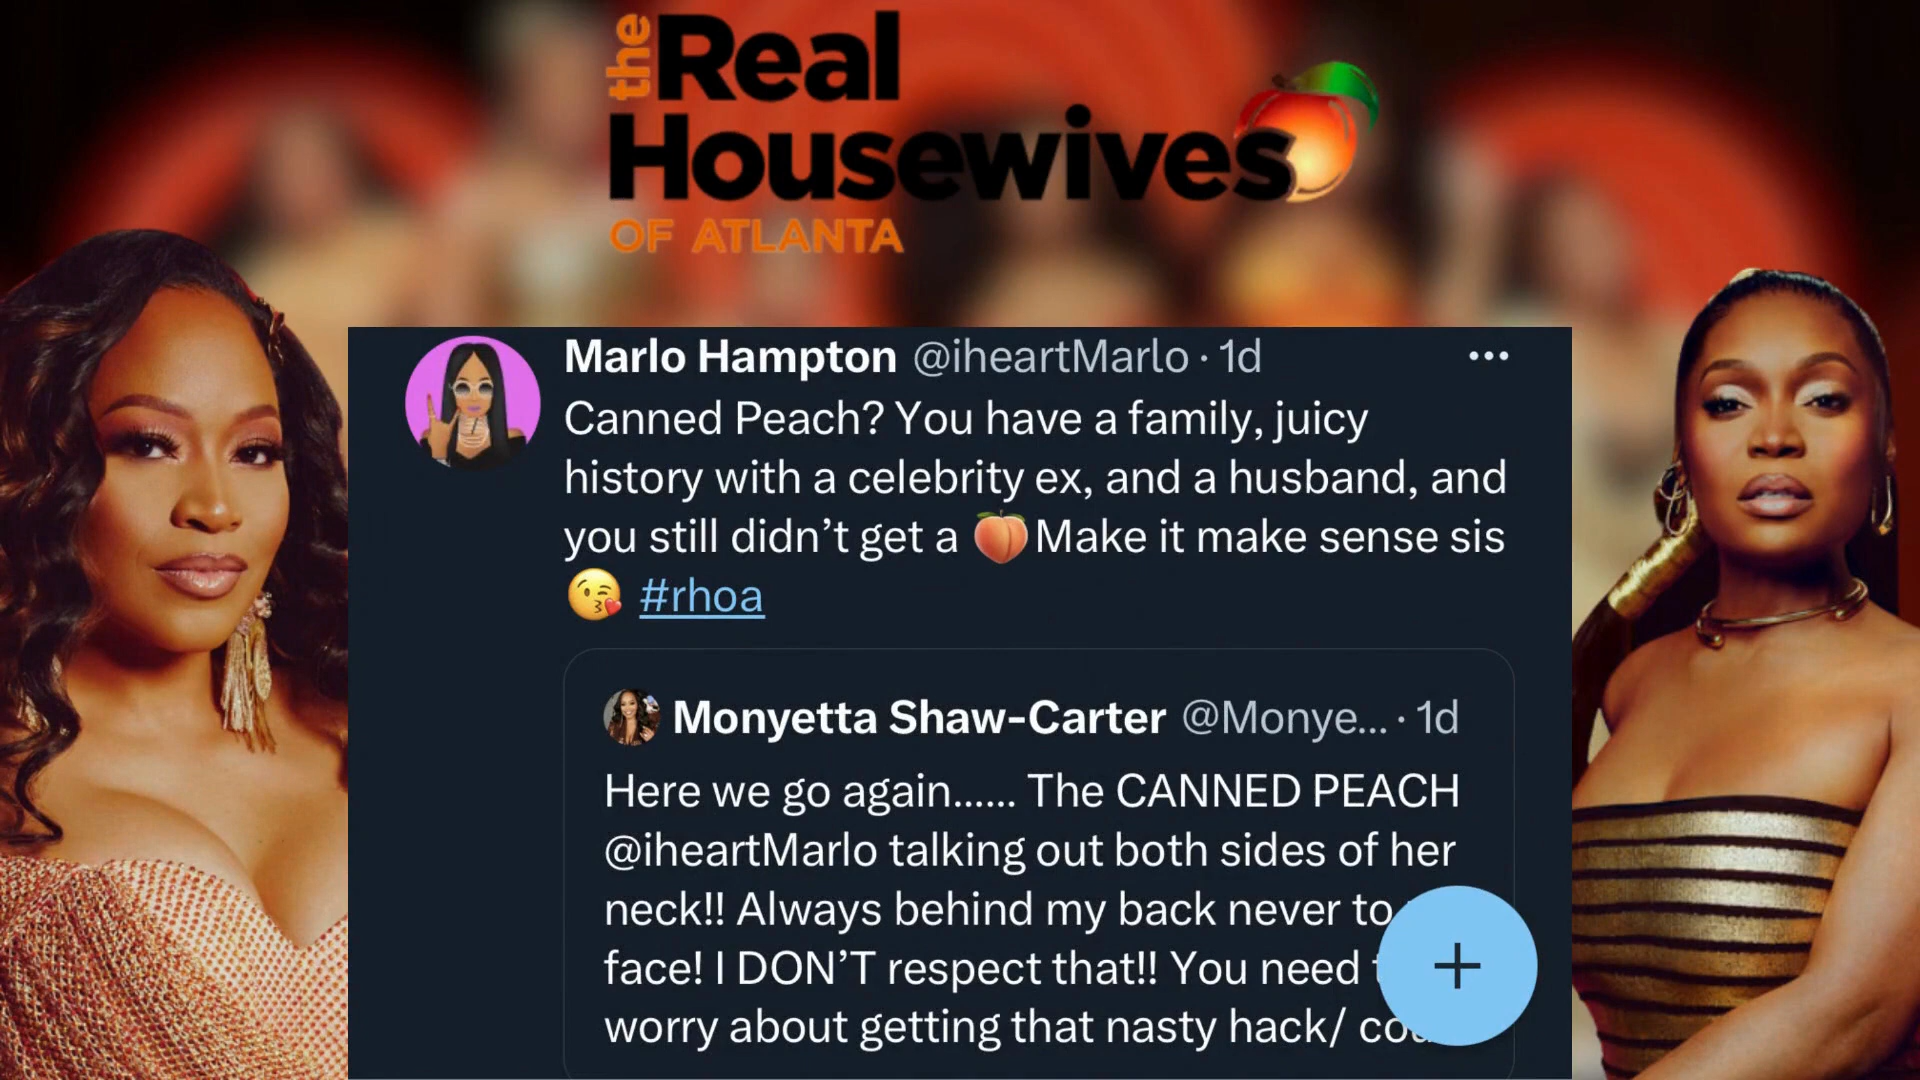 the Real
Housewives
OF ATLANTA
Marlo Hampton @iheartMarlo · 1d
Canned Peach? You have a family, juicy
history with a celebrity ex, and a husband, and
you still didn’t get a 🍑 Make it make sense sis
😘 #rhoa
Monyetta Shaw-Carter @Monye... · 1d
Here we go again...... The CANNED PEACH
@iheartMarlo talking out both sides of her
neck!! Always behind my back never to
face! I DON’T respect that!! You need
worry about getting that nasty hack/